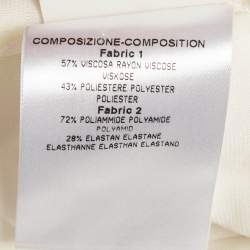 COMPOSIZIONE-COMPOSITION
Fabric 1
57% VISCOSA RAYON VISCOSE
VISKOSE
43% POLIESTERE POLYESTER
POLIESTER
Fabric 2
72% POLIAMMIDE POLYAMIDE
POLYAMID
28% ELASTAN ELASTANE
ELASTHANNE ELASTHAN ELASTANO